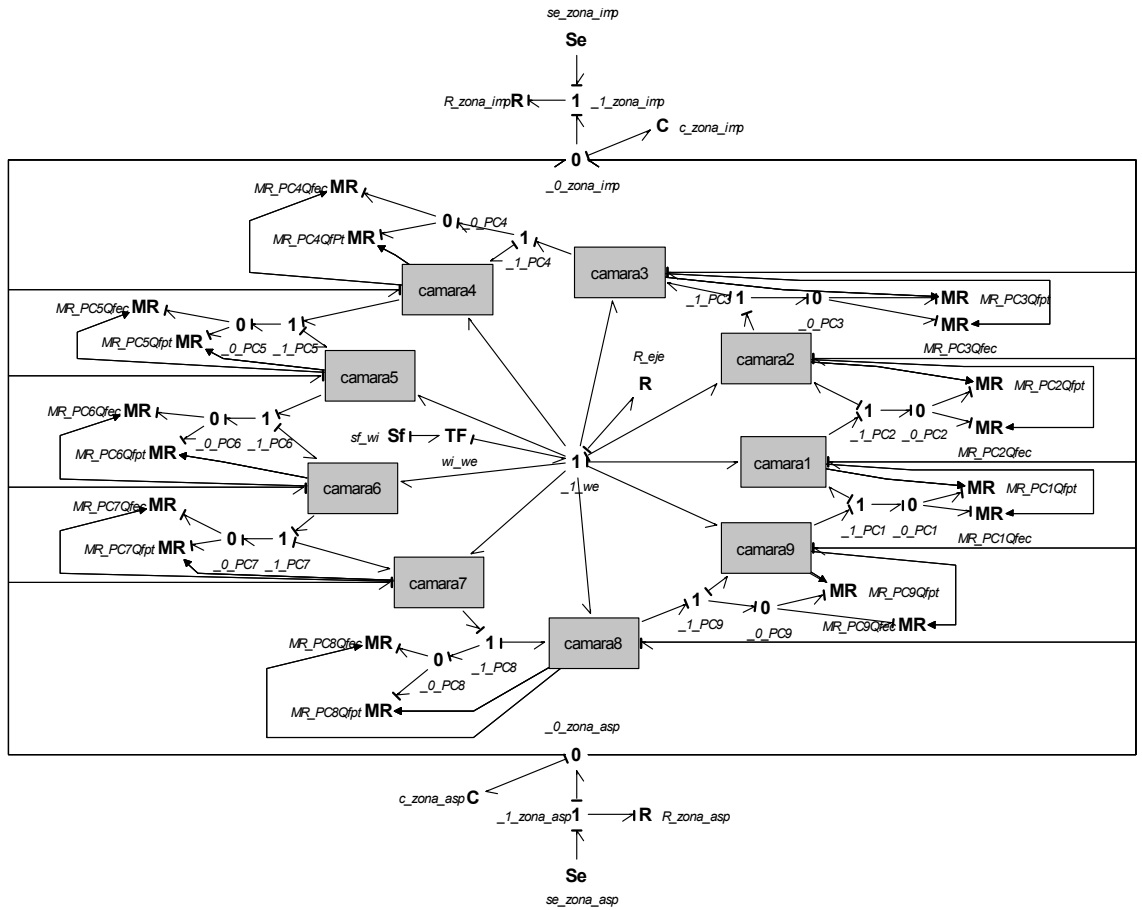 se_zona_imp
Se
R_zona_imp R 1 _1_zona_imp
C c_zona_imp
0
_0_zona_imp
MR_PC4Qfec MR
0 _0_PC4
MR_PC4QfPt MR 1
_1_PC4
camara3
camara4
MR_PC5Qfec MR
_1_PC3 1 0 MR MR_PC3Qfpt
_0_PC3
0 1 MR
MR_PC5Qfpt MR _0_PC5 _1_PC5
MR_PC3Qfec
camara2
R_eje
camara5
R
MR MR_PC2Qfpt
MR_PC6Qfec MR
0 1
1 0
_0_PC6 _1_PC6
MR
sf_wi Sf TF
_1_PC2 _0_PC2
MR_PC6Qfpt MR
wi_we
MR_PC2Qfec
1
_1_we
camara1
camara6
MR MR_PC1Qfpt
MR_PC7Qfec MR
1 0
MR
_1_PC1 _0_PC1
MR_PC1Qfec
0 1
MR_PC7Qfpt MR
_0_PC7 _1_PC7
camara9
camara7
MR MR_PC9Qfpt
1 0
_1_PC9 _0_PC9
MR_PC9Qfec MR
MR_PC8Qfec MR
1
camara8
0 _1_PC8
_0_PC8
MR_PC8Qfpt MR
_0_zona_asp
0
c_zona_asp C
_1_zona_asp 1 R R_zona_asp
Se
se_zona_asp